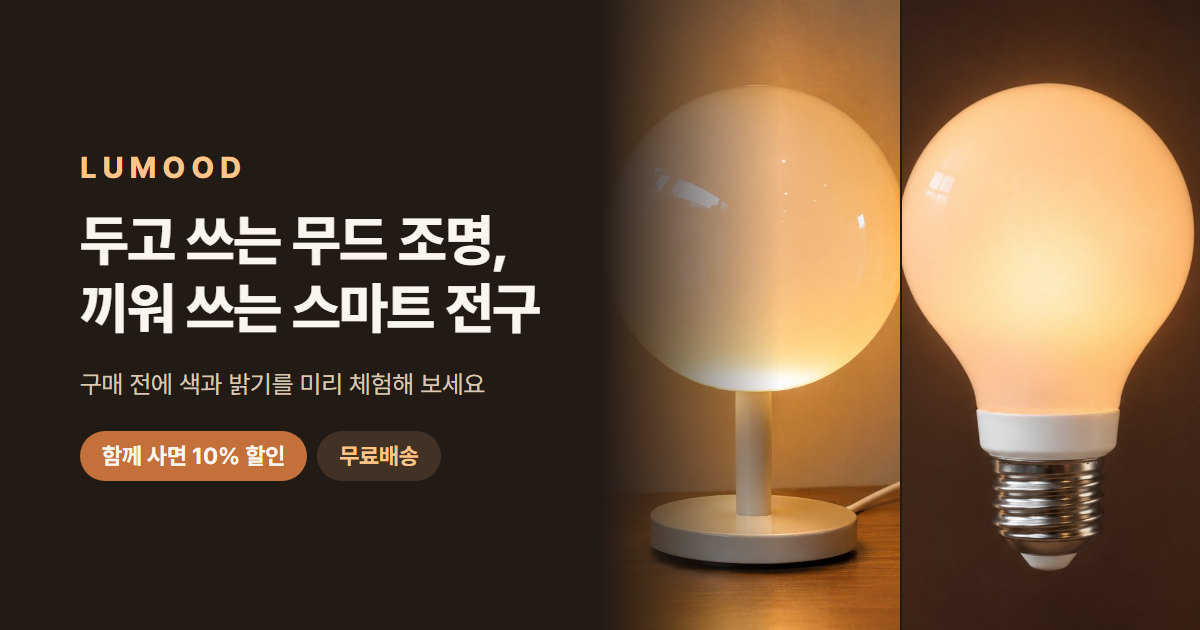 LUMOOD
두고 쓰는 무드 조명,
끼워 쓰는 스마트 전구
구매 전에 색과 밝기를 미리 체험해 보세요
함께 사면 10% 할인
무료배송